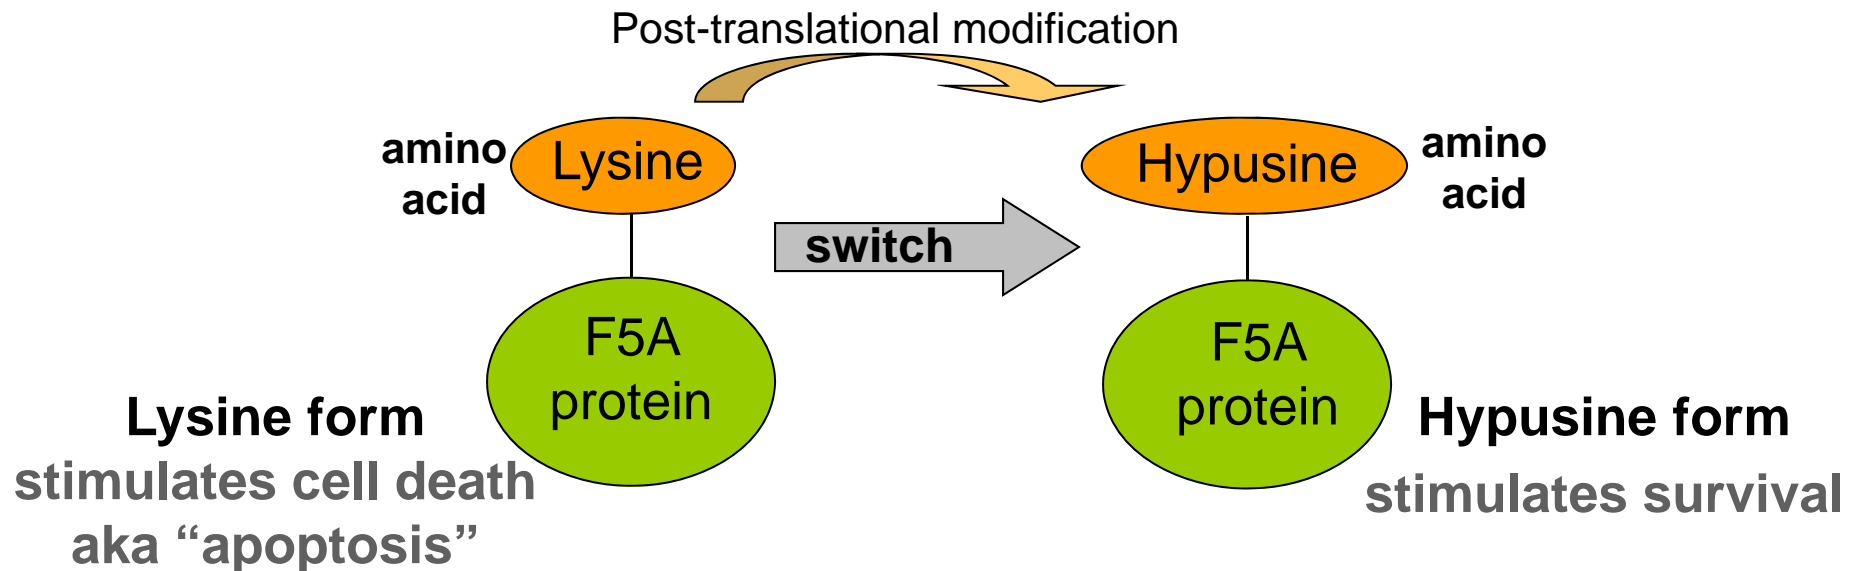 Post-translational modification
amino
acid
Lysine
Hypusine
amino
acid
switch
F5A
protein
F5A
protein
Lysine form
stimulates cell death
aka “apoptosis”
Hypusine form
stimulates survival